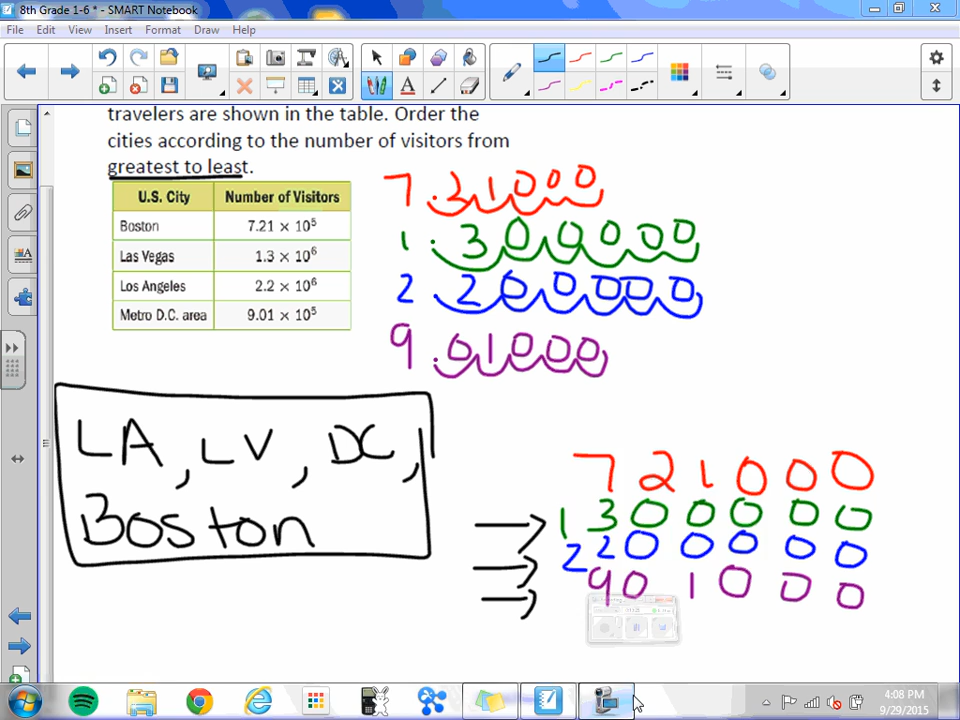 8th Grade 1-6 * - SMART Notebook
File Edit View Insert Format Draw Help
travelers are shown in the table. Order the
cities according to the number of visitors from
greatest to least.
U.S. City Number of Visitors
Boston 7.21 × 10⁵
Las Vegas 1.3 × 10⁶
Los Angeles 2.2 × 10⁶
Metro D.C. area 9.01 × 10⁵
7.21000
1.300000
2.200000
9.01000
LA, LV, DC,
Boston
721000
1300000
2200000
901000
4:08 PM
9/29/2015